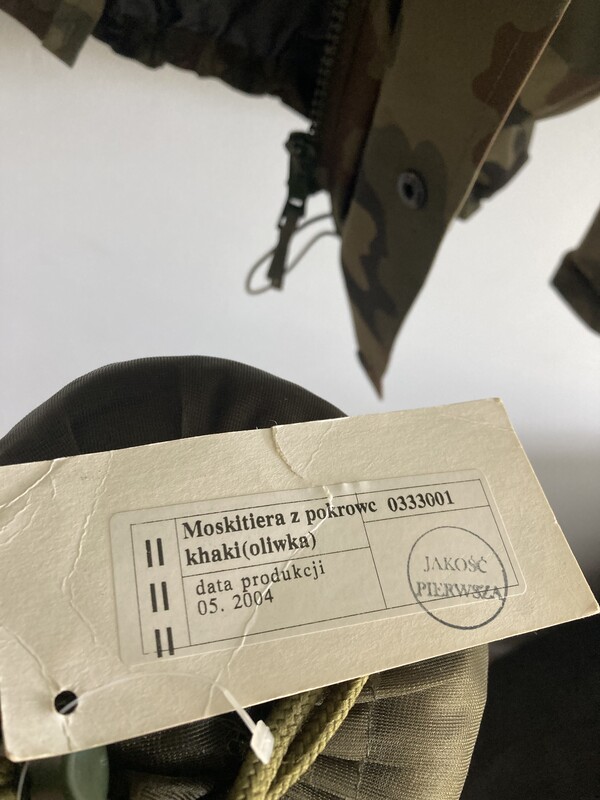 Moskitiera z pokrowc 0333001
khaki(oliwka)
data produkcji
05. 2004
JAKOŚĆ
PIERWSZA